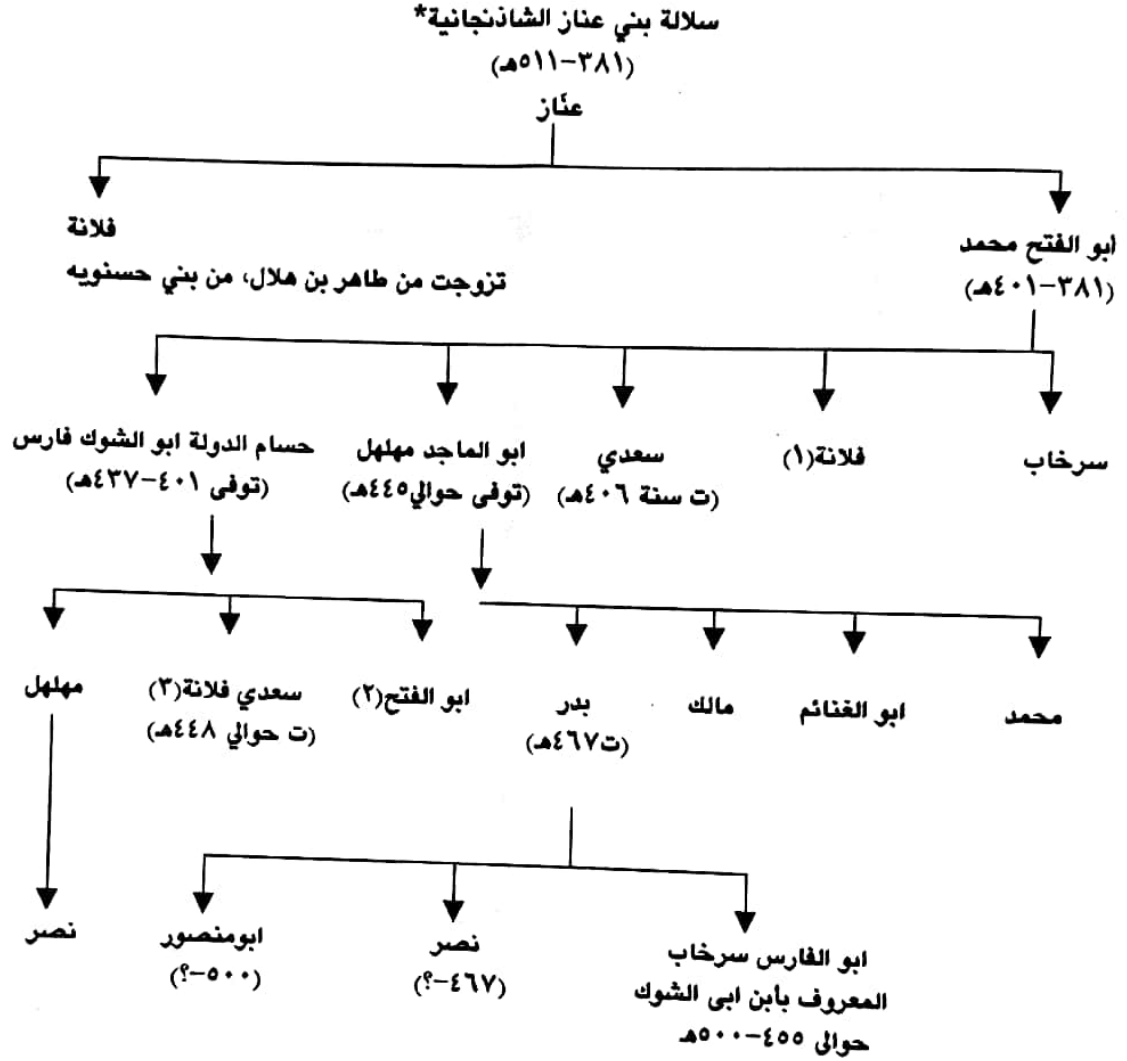 سلالة بني عناز الشاذنجانية*
(٣٨١-٥١١هـ)
عنّاز
ابو الفتح محمد
(٣٨١-٤٠١هـ)
فلانة
تزوجت من طاهر بن هلال، من بني حسنويه
سرخاب
فلانة(١)
سعدي
(ت سنة ٤٠٦هـ)
ابو الماجد مهلهل
(توفى حوالي٤٤٥هـ)
حسام الدولة ابو الشوك فارس
(توفى ٤٠١-٤٣٧هـ)
محمد
ابو الغنائم
مالك
بدر
(ت٤٦٧هـ)
ابو الفتح(٢)
سعدي فلانة(٣)
(ت حوالي ٤٤٨هـ)
مهلهل
ابو الفارس سرخاب
المعروف بأبن ابى الشوك
حوالى ٤٥٥-٥٠٠هـ
نصر
(٤٦٧-؟)
ابومنصور
(٥٠٠-؟)
نصر